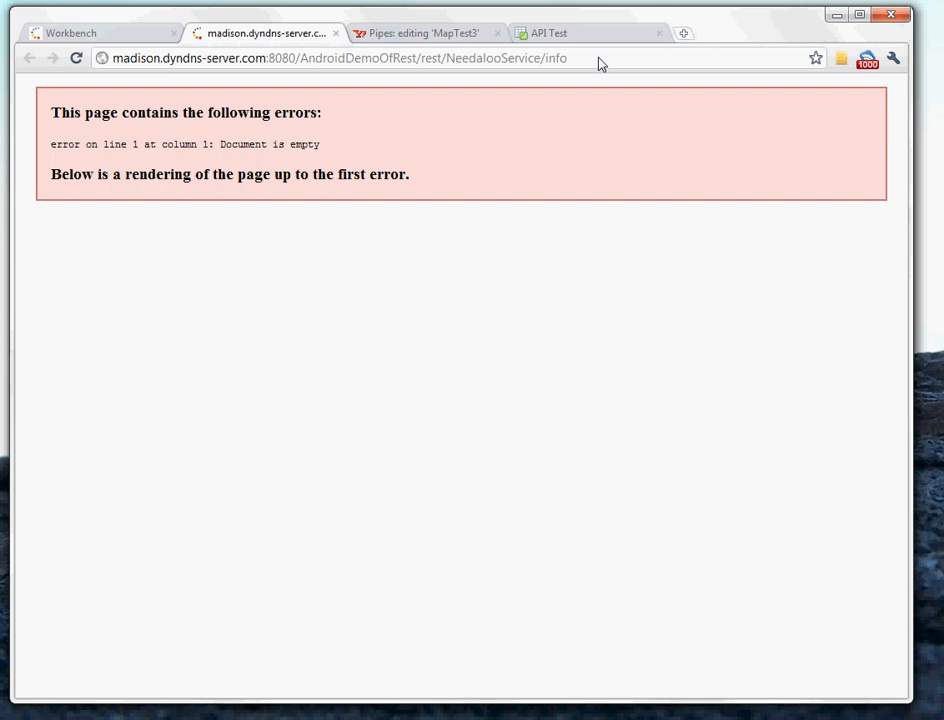 Workbench
madison.dyndns-server.c...
Pipes: editing 'MapTest3'
API Test
madison.dyndns-server.com:8080/AndroidDemoOfRest/rest/NeedalooService/info
1000
This page contains the following errors:
error on line 1 at column 1: Document is empty
Below is a rendering of the page up to the first error.